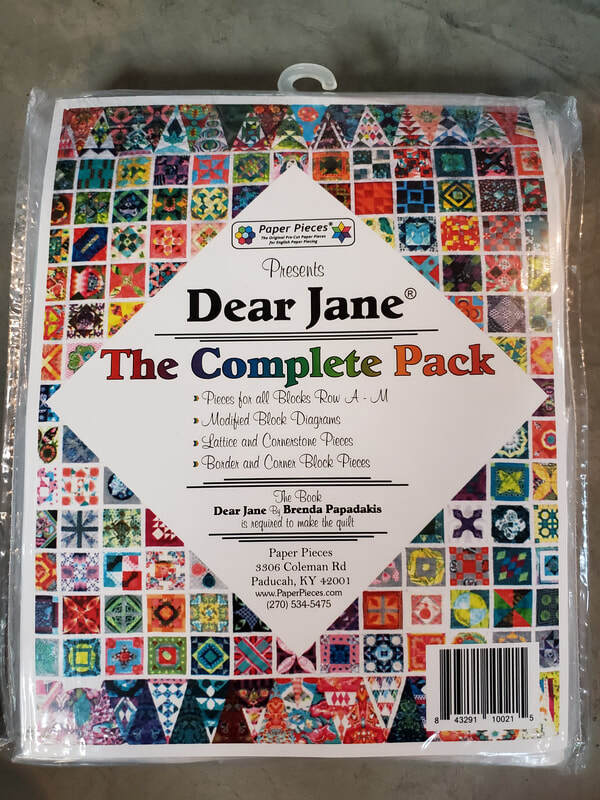 Paper Pieces®
The Original Pre Cut Paper Pieces
for English Paper Piecing
Presents
Dear Jane®
The Complete Pack
Pieces for all Blocks Row A - M
Modified Block Diagrams
Lattice and Cornerstone Pieces
Border and Corner Block Pieces
The Book
Dear Jane By Brenda Papadakis
is required to make the quilt
Paper Pieces
3306 Coleman Rd
Paducah, KY 42001
www.PaperPieces.com
(270) 534-5475
8 43291 10021 5